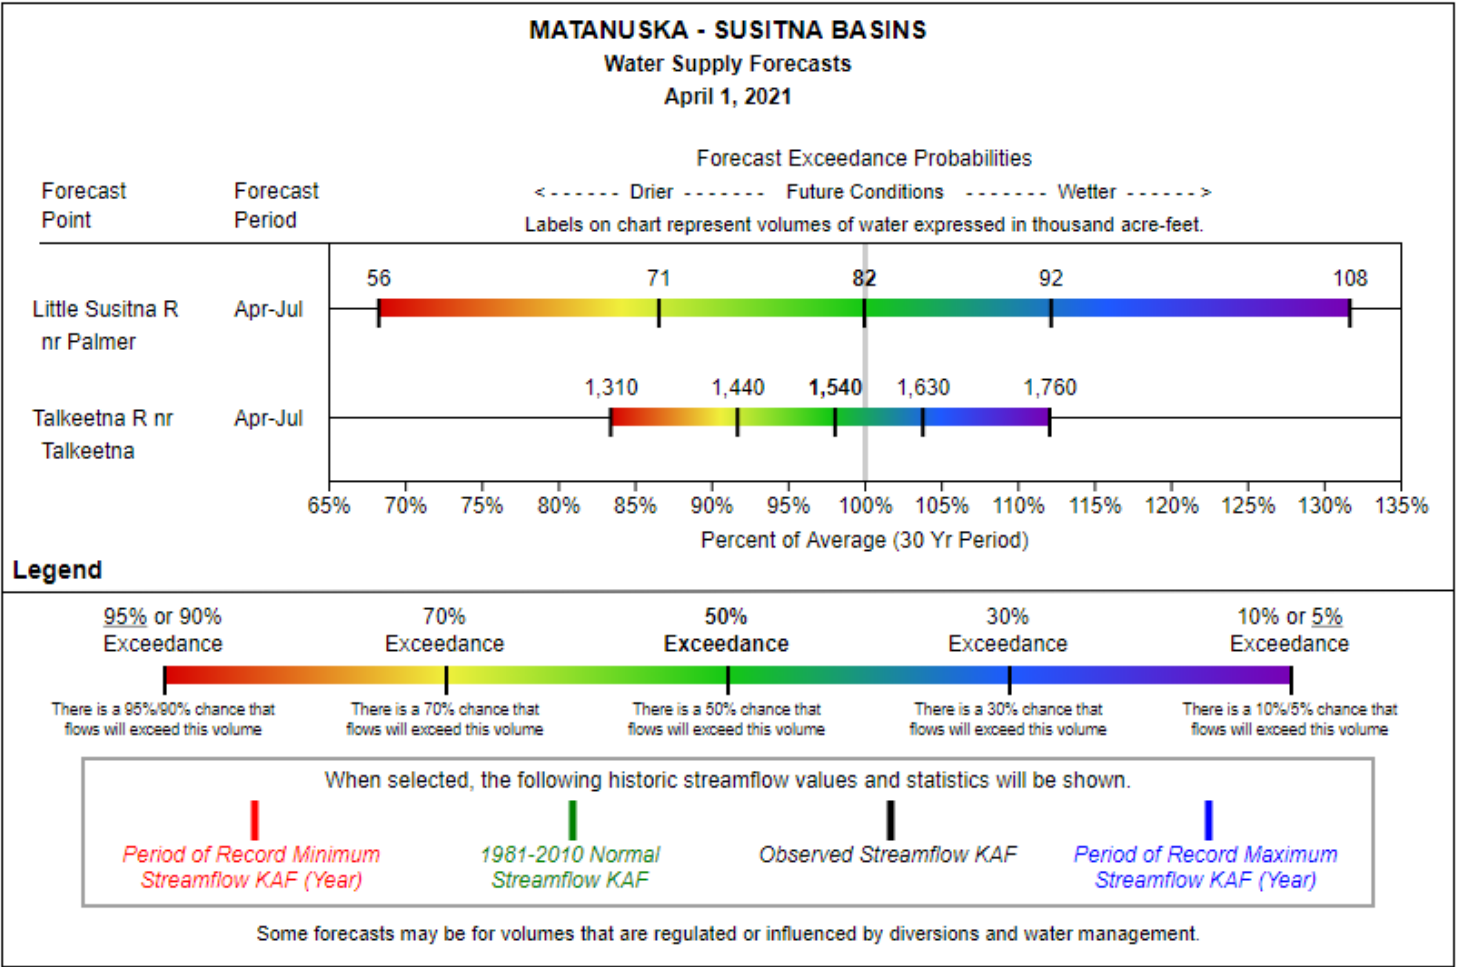 MATANUSKA - SUSITNA BASINS
Water Supply Forecasts
April 1, 2021
Forecast Exceedance Probabilities
Forecast Point
Forecast Period
< - - - - - - Drier - - - - - - - Future Conditions - - - - - - - Wetter - - - - - - >
Labels on chart represent volumes of water expressed in thousand acre-feet.
56 71 82 92 108
Little Susitna R
nr Palmer
Apr-Jul
1,310 1,440 1,540 1,630 1,760
Talkeetna R nr
Talkeetna
Apr-Jul
65% 70% 75% 80% 85% 90% 95% 100% 105% 110% 115% 120% 125% 130% 135%
Percent of Average (30 Yr Period)
Legend
95% or 90%
Exceedance
70%
Exceedance
50%
Exceedance
30%
Exceedance
10% or 5%
Exceedance
There is a 95%/90% chance that
flows will exceed this volume
There is a 70% chance that
flows will exceed this volume
There is a 50% chance that
flows will exceed this volume
There is a 30% chance that
flows will exceed this volume
There is a 10%/5% chance that
flows will exceed this volume
When selected, the following historic streamflow values and statistics will be shown.
Period of Record Minimum
Streamflow KAF (Year)
1981-2010 Normal
Streamflow KAF
Observed Streamflow KAF
Period of Record Maximum
Streamflow KAF (Year)
Some forecasts may be for volumes that are regulated or influenced by diversions and water management.